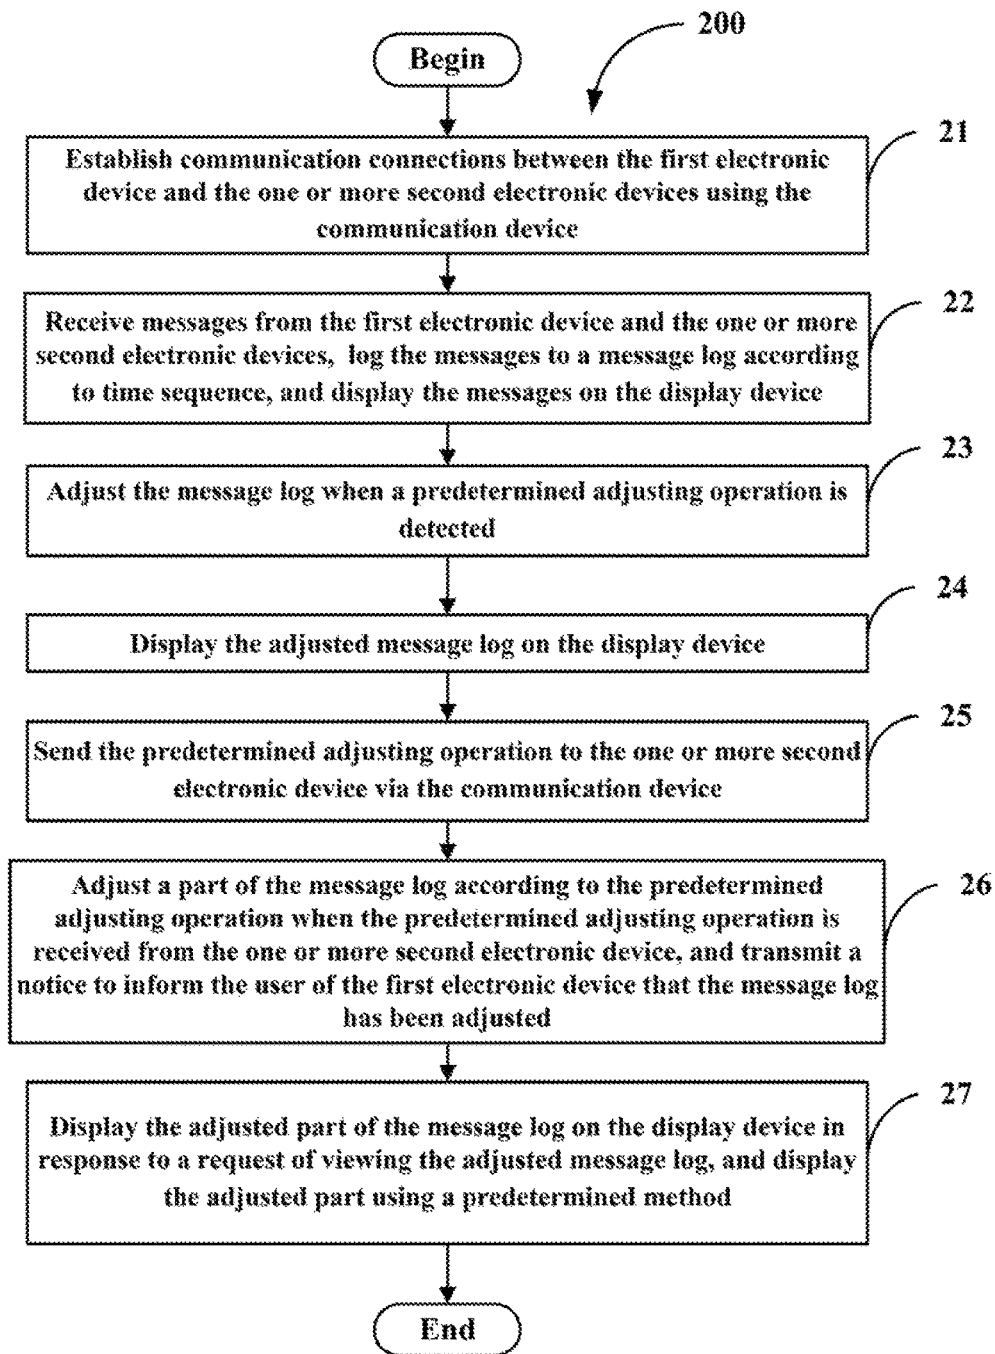 200
Begin
21
Establish communication connections between the first electronic
device and the one or more second electronic devices using the
communication device
22
Receive messages from the first electronic device and the one or more
second electronic devices, log the messages to a message log according
to time sequence, and display the messages on the display device
23
Adjust the message log when a predetermined adjusting operation is
detected
24
Display the adjusted message log on the display device
25
Send the predetermined adjusting operation to the one or more second
electronic device via the communication device
26
Adjust a part of the message log according to the predetermined
adjusting operation when the predetermined adjusting operation is
received from the one or more second electronic device, and transmit a
notice to inform the user of the first electronic device that the message log
has been adjusted
27
Display the adjusted part of the message log on the display device in
response to a request of viewing the adjusted message log, and display
the adjusted part using a predetermined method
End